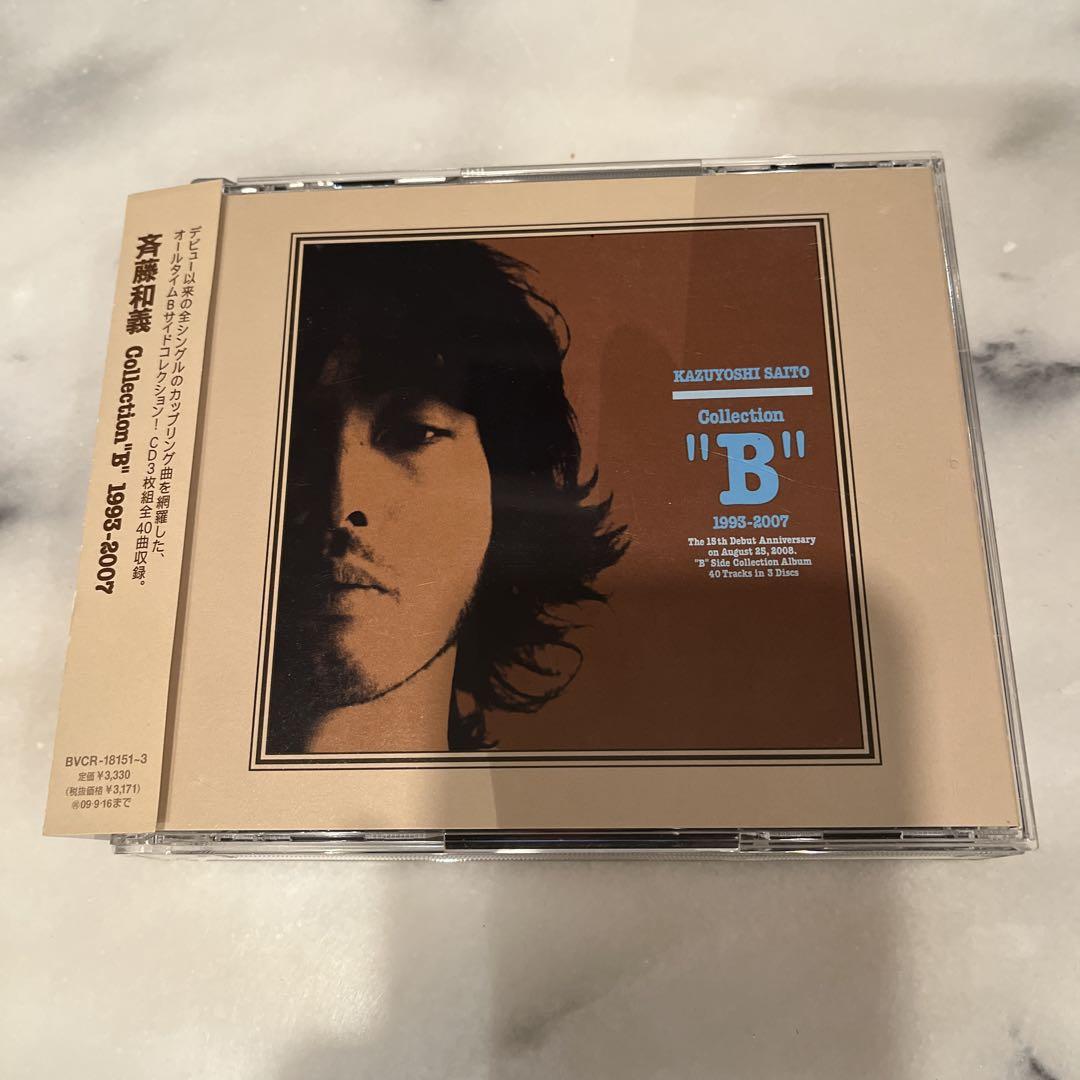 デビュー以来の全シングルのカップリング曲を網羅した、
オールタイムBサイドコレクション! CD3枚組全40曲収録。
斉藤和義 Collection "B" 1993-2007
BVCR-18151~3
定価¥3,330
(税抜価格¥3,171)
㋐09・9・16まで
KAZUYOSHI SAITO
Collection
"B"
1993-2007
The 15th Debut Anniversary
on August 25, 2008.
"B" Side Collection Album
40 Tracks in 3 Discs